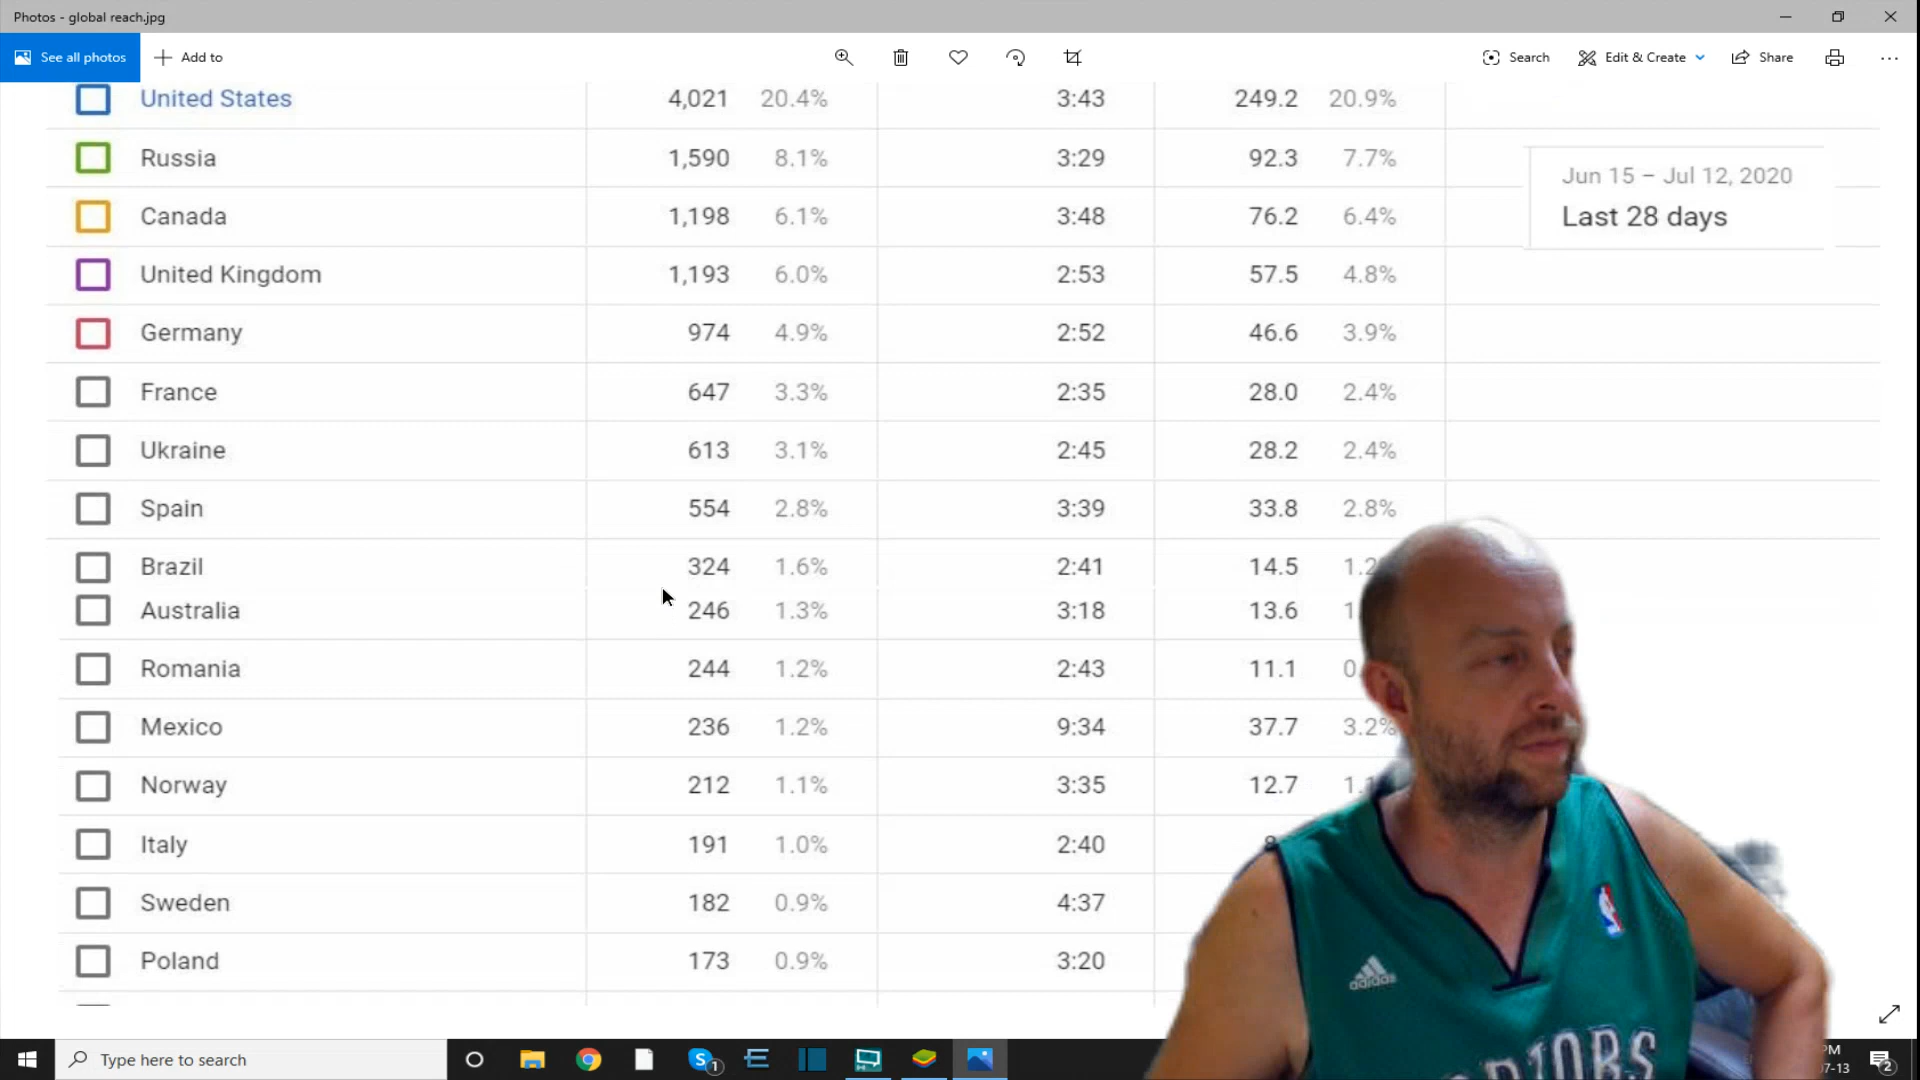 Photos - global reach.jpg
See all photos
Add to
Search
Edit & Create
Share
United States 4,021 20.4% 3:43 249.2 20.9%
Russia 1,590 8.1% 3:29 92.3 7.7%
Jun 15 – Jul 12, 2020
Canada 1,198 6.1% 3:48 76.2 6.4%
Last 28 days
United Kingdom 1,193 6.0% 2:53 57.5 4.8%
Germany 974 4.9% 2:52 46.6 3.9%
France 647 3.3% 2:35 28.0 2.4%
Ukraine 613 3.1% 2:45 28.2 2.4%
Spain 554 2.8% 3:39 33.8 2.8%
Brazil 324 1.6% 2:41 14.5
Australia 246 1.3% 3:18 13.6
Romania 244 1.2% 2:43 11.1
Mexico 236 1.2% 9:34 37.7 3.2%
Norway 212 1.1% 3:35 12.7
Italy 191 1.0% 2:40
Sweden 182 0.9% 4:37
Poland 173 0.9% 3:20
adidas
Type here to search
PM
07-13